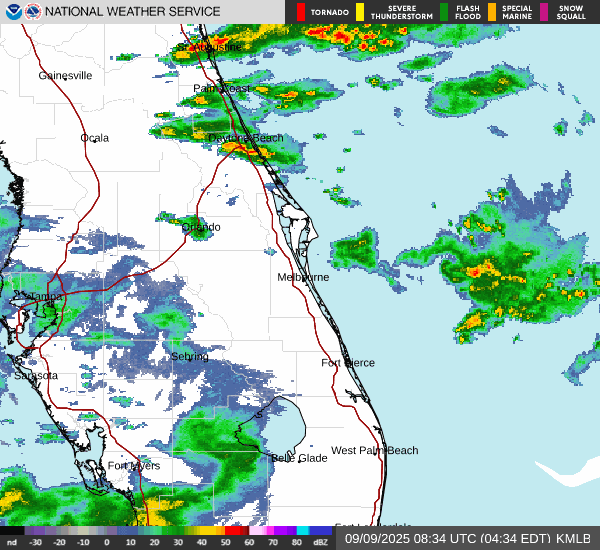 NATIONAL WEATHER SERVICE
TORNADO
SEVERE THUNDERSTORM
FLASH FLOOD
SPECIAL MARINE
SNOW SQUALL
St. Augustine
Gainesville
Palm Coast
Ocala
Daytona Beach
Orlando
Melbourne
Tampa
Sebring
Fort Pierce
Sarasota
West Palm Beach
Belle Glade
Fort Myers
Fort Lauderdale
nd -30 -20 -10 0 10 20 30 40 50 60 70 80 dBZ
09/09/2025 08:34 UTC (04:34 EDT) KMLB